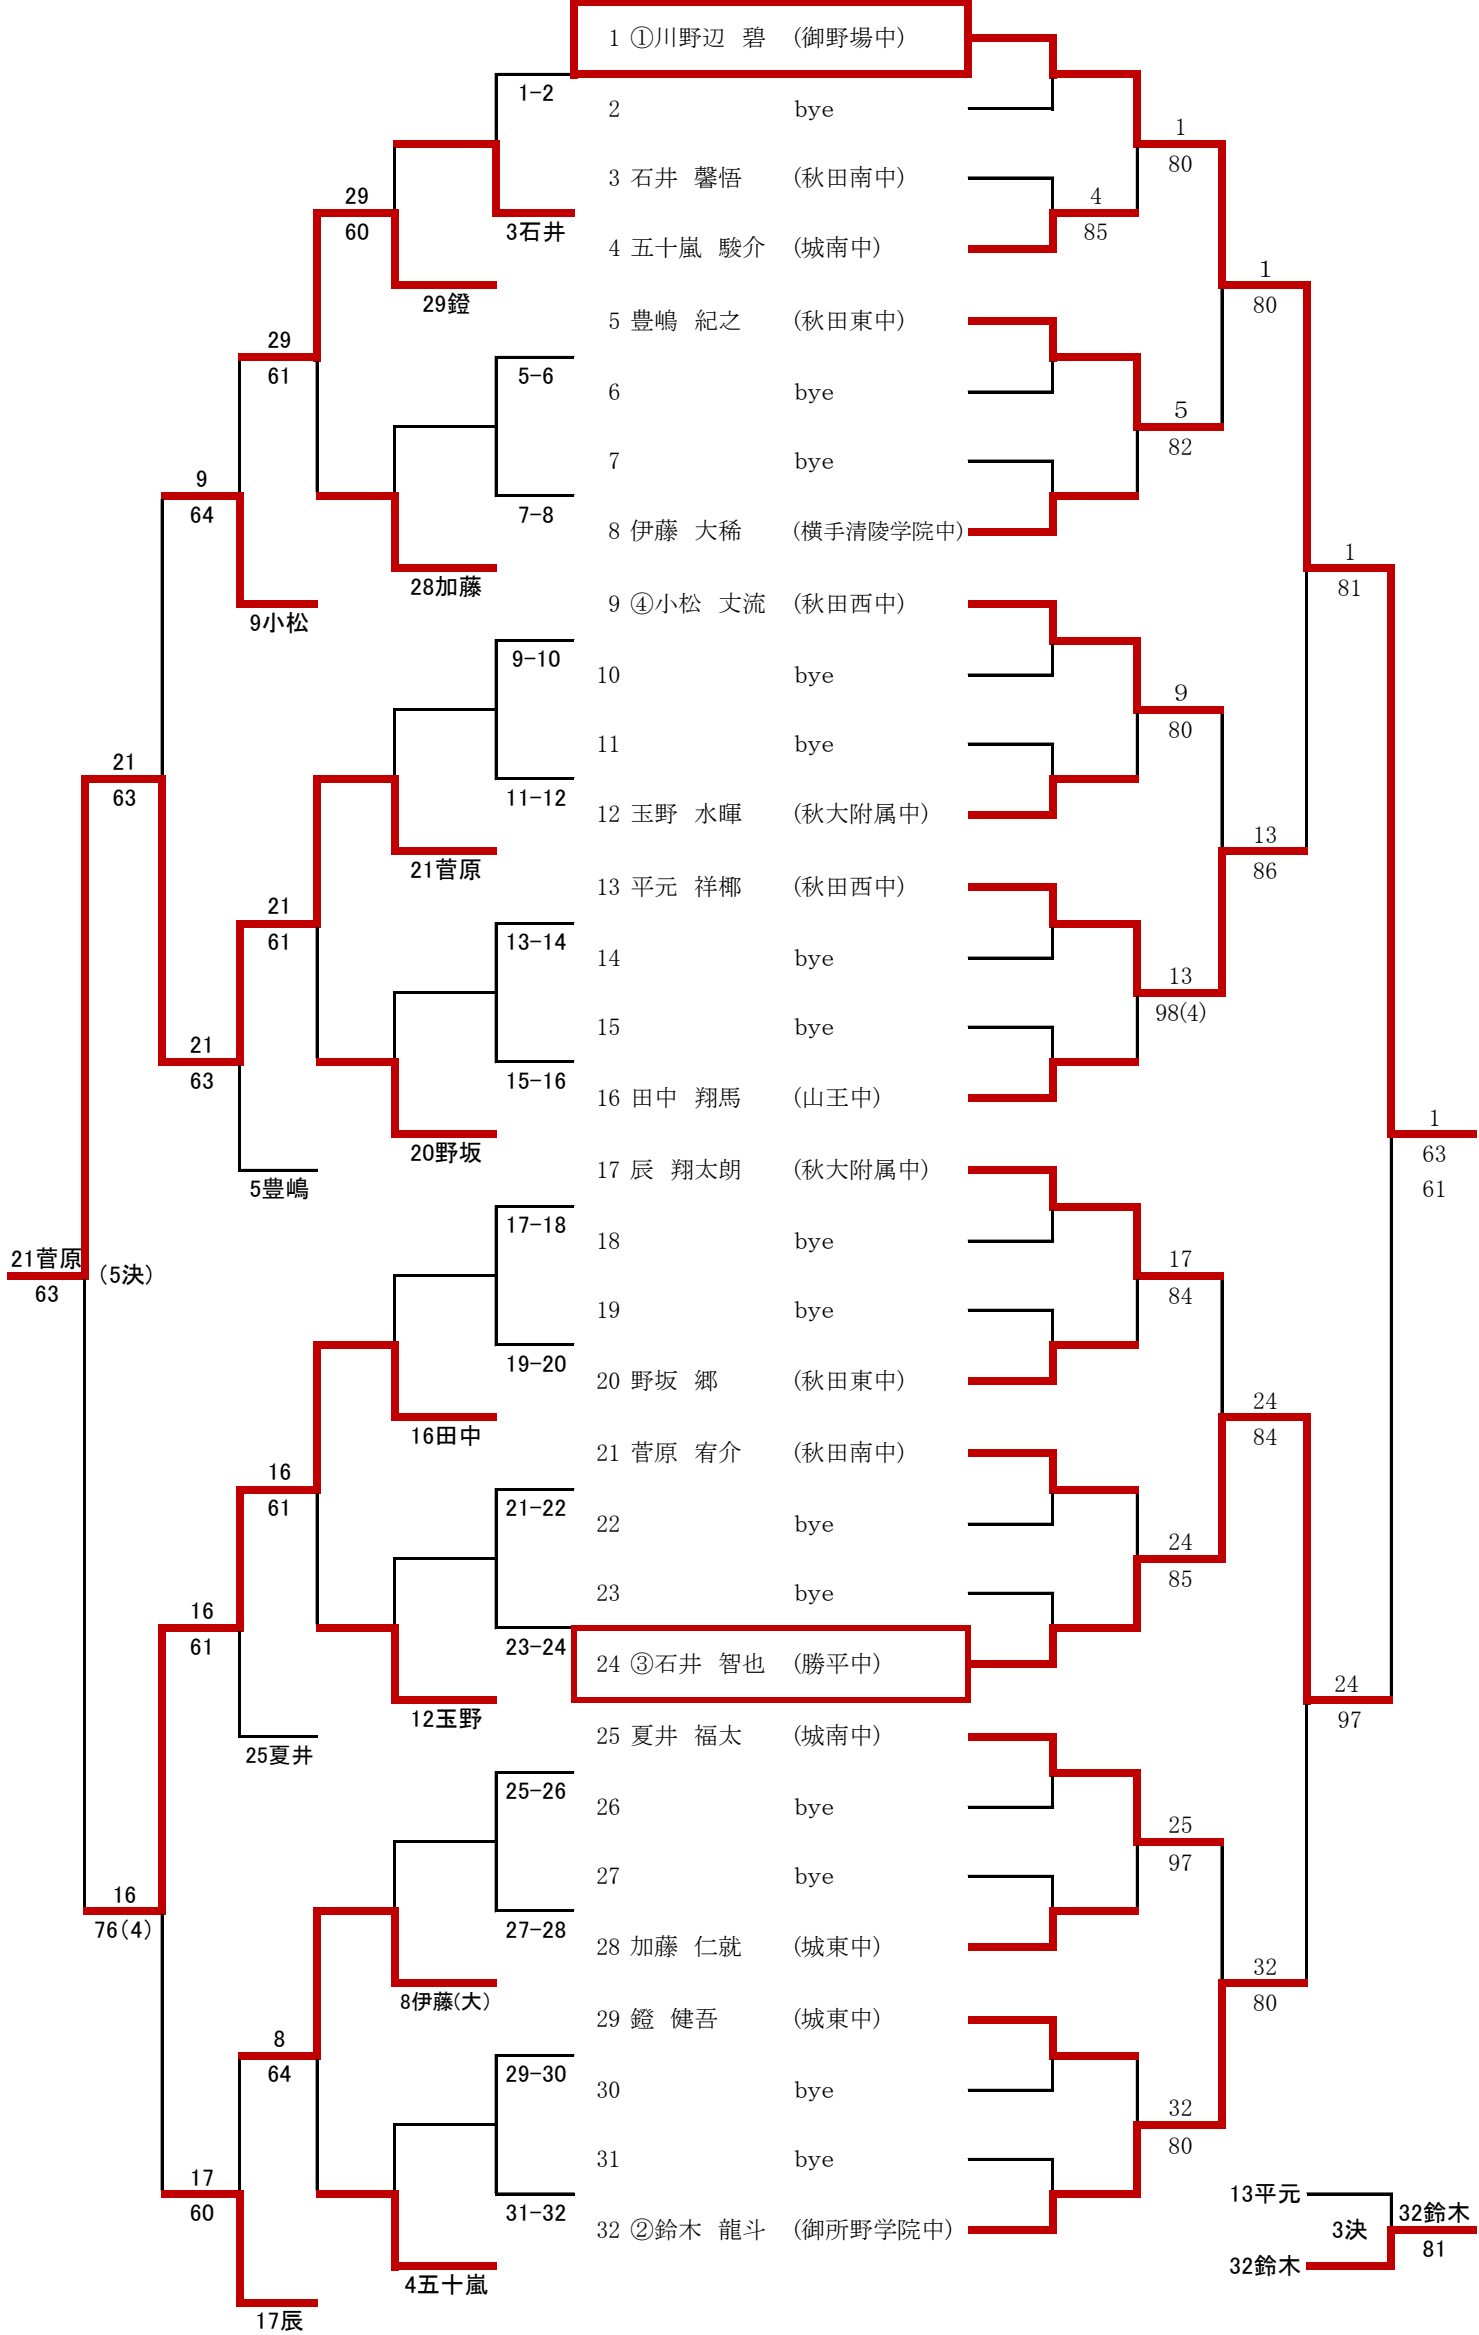 1 ①川野辺 碧 (御野場中)
1-2
2 bye
1
80
3 石井 馨悟 (秋田南中)
29
60
3石井
4
85
4 五十嵐 駿介 (城南中)
1
80
29鐙
5 豊嶋 紀之 (秋田東中)
29
61
5-6
6 bye
5
82
7 bye
9
64
7-8
8 伊藤 大稀 (横手清陵学院中)
1
81
28加藤
9小松
9 ④小松 丈流 (秋田西中)
9-10
10 bye
9
80
11 bye
21
63
11-12
12 玉野 水暉 (秋大附属中)
13
86
21菅原
13 平元 祥椰 (秋田西中)
21
61
13-14
14 bye
13
98(4)
15 bye
21
63
15-16
16 田中 翔馬 (山王中)
1
63
61
20野坂
17 辰 翔太朗 (秋大附属中)
5豊嶋
17-18
18 bye
21菅原
63
(5決)
17
84
19 bye
19-20
20 野坂 郷 (秋田東中)
24
84
16田中
21 菅原 宥介 (秋田南中)
16
61
21-22
22 bye
24
85
23 bye
16
61
23-24
24 ③石井 智也 (勝平中)
24
97
12玉野
25 夏井 福太 (城南中)
25夏井
25-26
26 bye
25
97
27 bye
16
76(4)
27-28
28 加藤 仁就 (城東中)
32
80
8伊藤(大)
29 鐙 健吾 (城東中)
8
64
29-30
30 bye
32
80
31 bye
17
60
31-32
32 ②鈴木 龍斗 (御所野学院中)
13平元
3決
32鈴木
81
32鈴木
4五十嵐
17辰